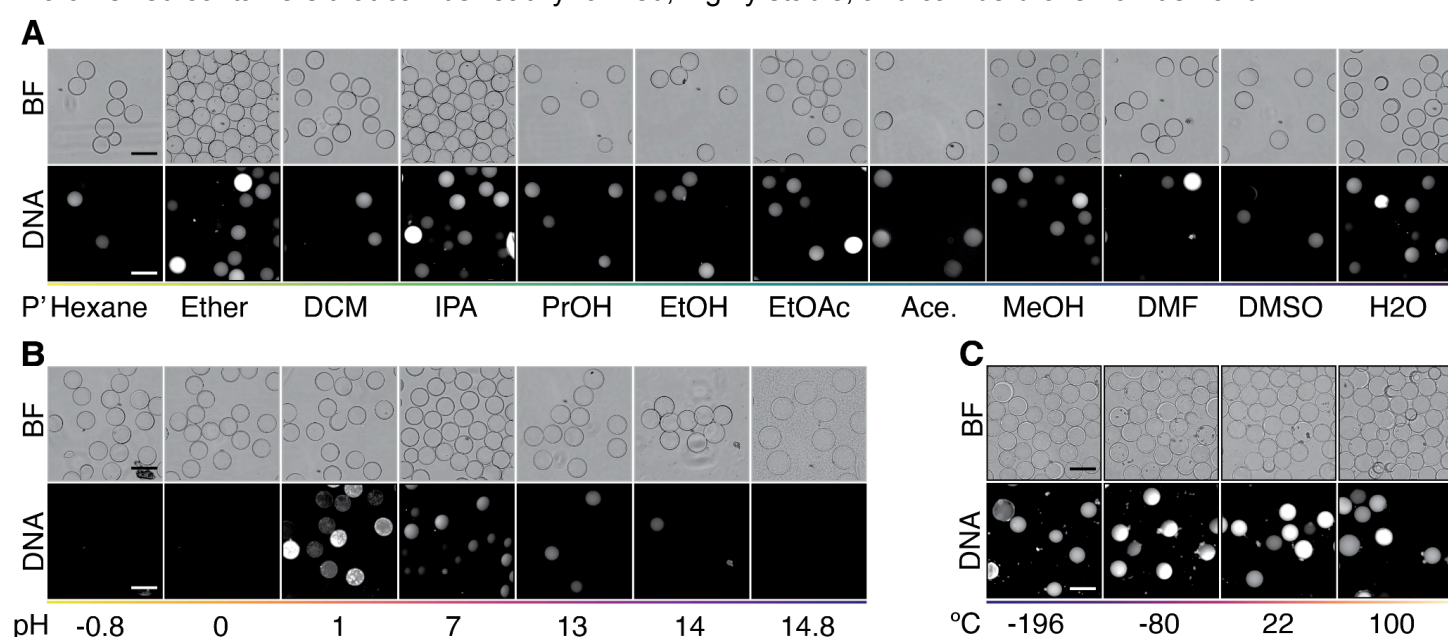 A
BF
DNA
P' Hexane Ether DCM IPA PrOH EtOH EtOAc Ace. MeOH DMF DMSO H2O
B
BF
DNA
pH -0.8 0 1 7 13 14 14.8
C
BF
DNA
ºC -196 -80 22 100